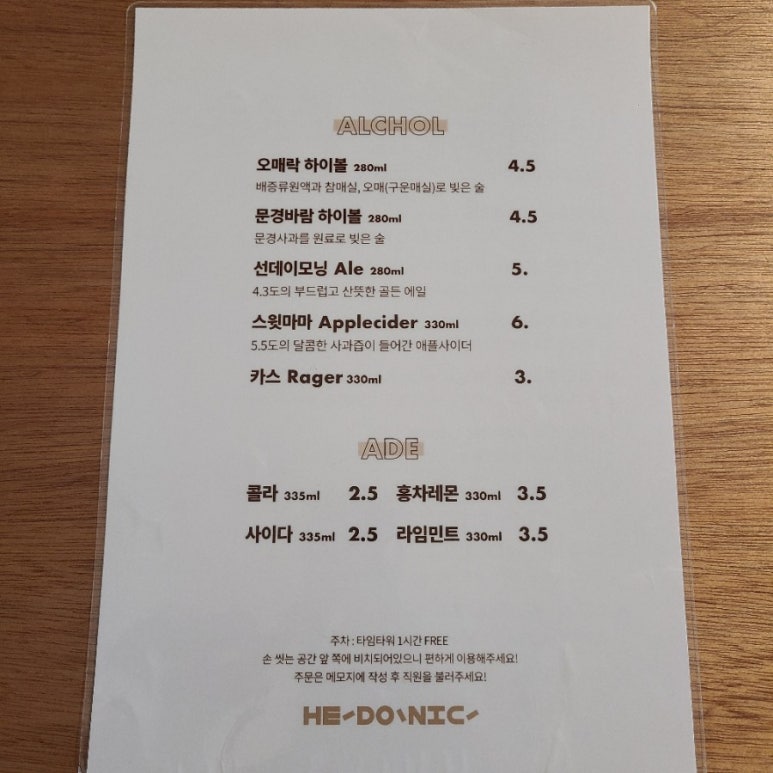 ALCHOL
오매락 하이볼 280ml 4.5
배증류원액과 참매실, 오매(구운매실)로 빚은 술
문경바람 하이볼 280ml 4.5
문경사과를 원료로 빚은 술
선데이모닝 Ale 280ml 5.
4.3도의 부드럽고 산뜻한 골든 에일
스윗마마 Applecider 330ml 6.
5.5도의 달콤한 사과즙이 들어간 애플사이더
카스 Rager 330ml 3.
ADE
콜라 335ml 2.5 홍차레몬 330ml 3.5
사이다 335ml 2.5 라임민트 330ml 3.5
주차 : 타임타워 1시간 FREE
손 씻는 공간 앞 쪽에 비치되어있으니 편하게 이용해주세요!
주문은 메모지에 작성 후 직원을 불러주세요!
HE-DO-NIC-